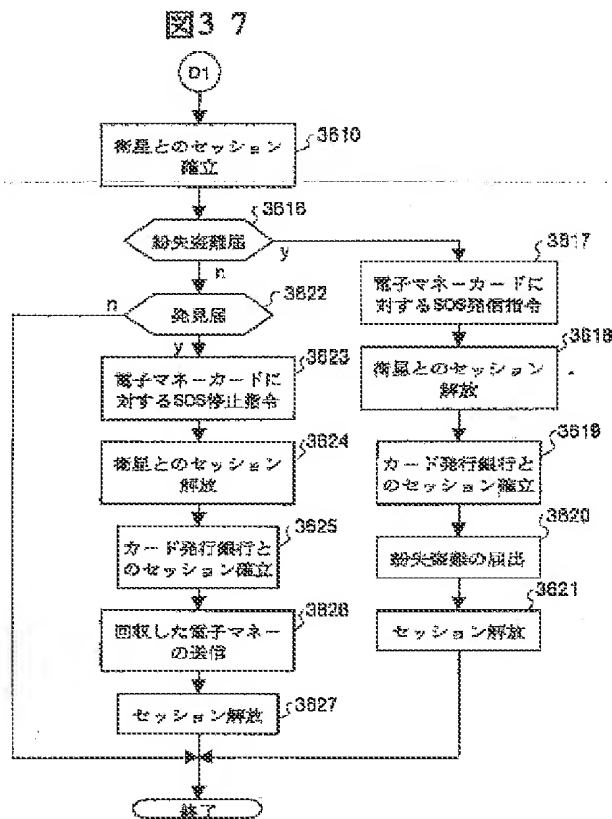 図37
D1
衛星とのセッション
確立
3610
3616
紛失盗難届
y
n
3622
n
発見届
y
3617
電子マネーカードに
対するSOS発信指令
3623
電子マネーカードに
対するSOS停止指令
3618
衛星とのセッション
解放
3624
衛星とのセッション
解放
3619
カード発行銀行と
のセッション確立
3625
カード発行銀行と
のセッション確立
3620
紛失盗難の届出
3626
回収した電子マネー
の送信
3621
セッション解放
3627
セッション解放
終了